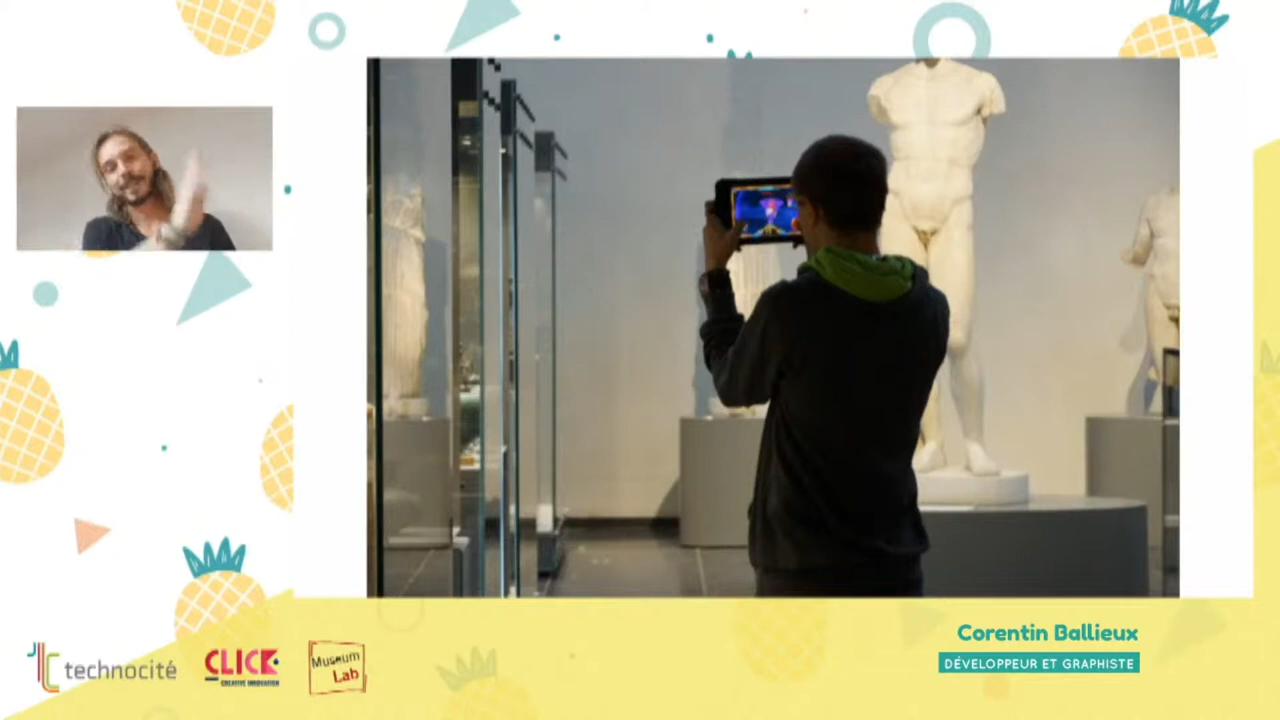 technocité
CLICK
CREATIVE INNOVATION
Museum
Lab
Corentin Ballieux
DÉVELOPPEUR ET GRAPHISTE